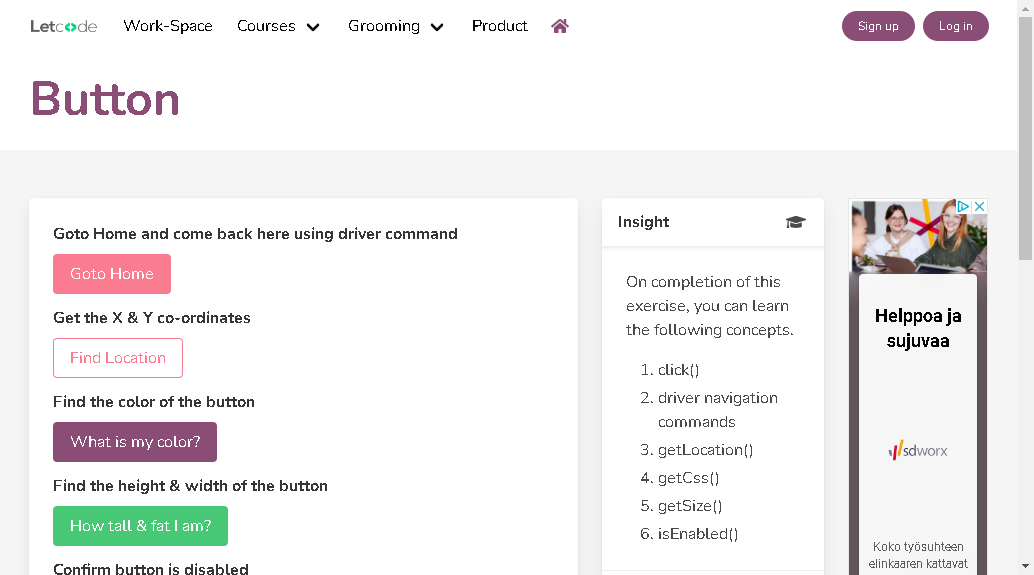 Letcode
Work-Space
Courses
Grooming
Product
Sign up
Log in
Button
Goto Home and come back here using driver command
Goto Home
Get the X & Y co-ordinates
Find Location
Find the color of the button
What is my color?
Find the height & width of the button
How tall & fat I am?
Confirm button is disabled
Insight
On completion of this
exercise, you can learn
the following concepts.
1. click()
2. driver navigation
commands
3. getLocation()
4. getCss()
5. getSize()
6. isEnabled()
Helppoa ja
sujuvaa
sdworx
Koko työsuhteen
elinkaaren kattavat